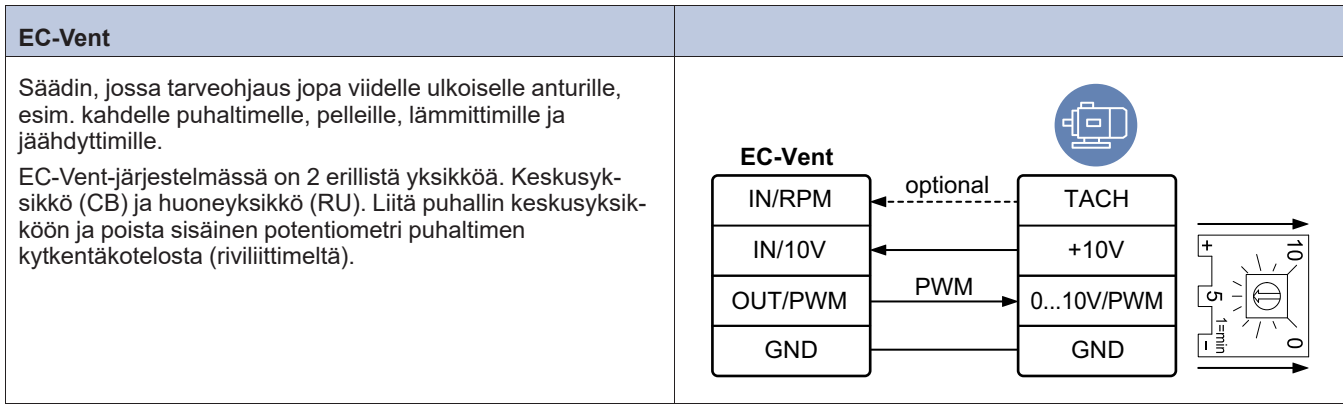 EC-Vent
Säädin, jossa tarveohjaus jopa viidelle ulkoiselle anturille,
esim. kahdelle puhaltimelle, pelleille, lämmittimille ja
jäähdyttimille.
EC-Vent-järjestelmässä on 2 erillistä yksikköä. Keskusyk-
sikkö (CB) ja huoneyksikkö (RU). Liitä puhallin keskusyksik-
köön ja poista sisäinen potentiometri puhaltimen
kytkentäkotelosta (riviliittimeltä).
EC-Vent
IN/RPM
optional
TACH
IN/10V
+10V
OUT/PWM
PWM
0...10V/PWM
GND
GND
+
10
5
1=min
-
0